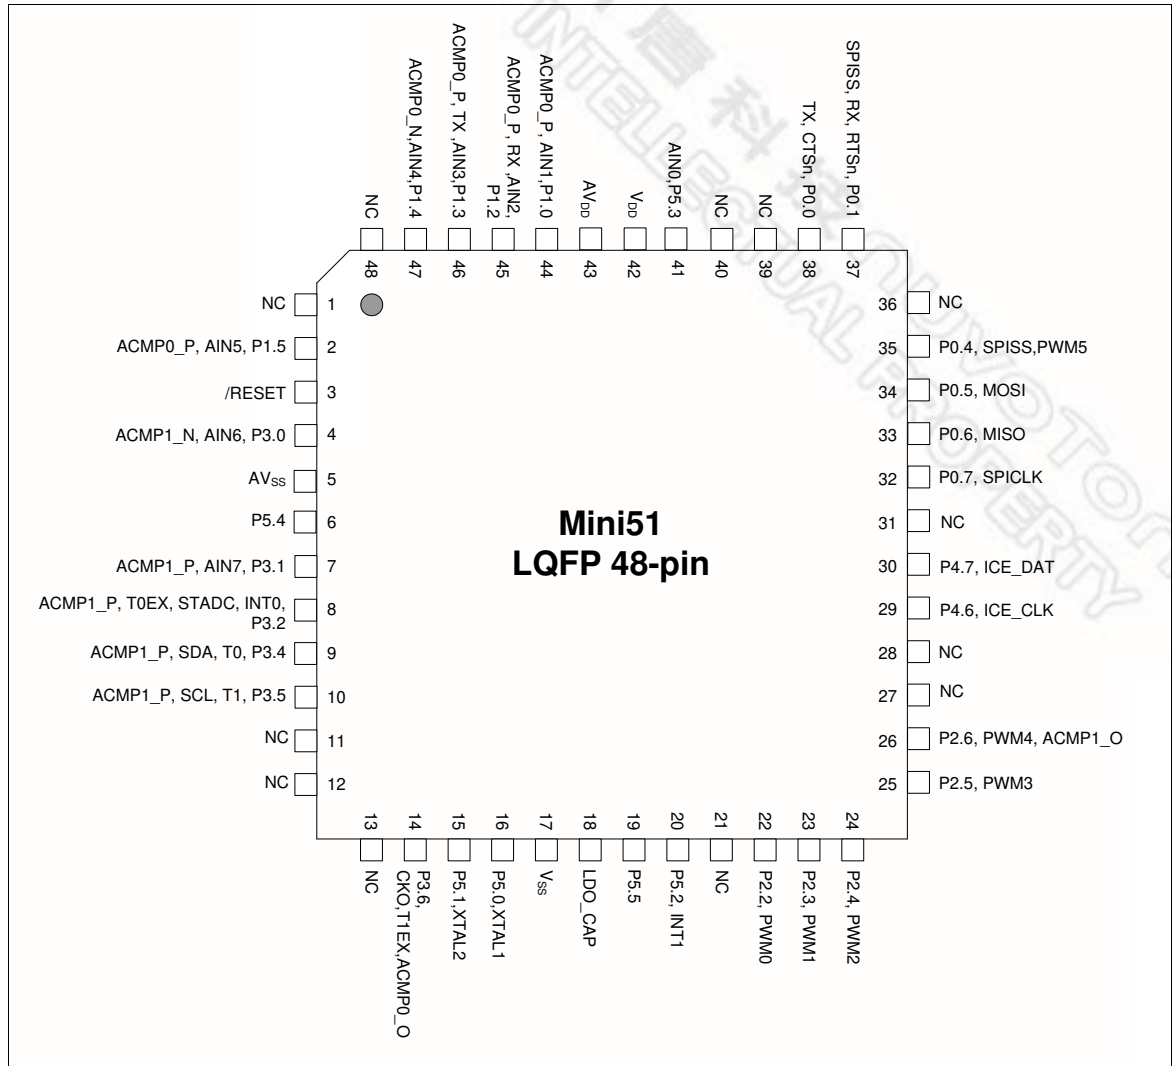 ACMP0_N,AIN4,P1.4
ACMP0_P, TX ,AIN3,P1.3
ACMP0_P, RX ,AIN2,
P1.2
ACMP0_P, AIN1,P1.0
AVDD
VDD
AIN0,P5.3
NC
NC
TX, CTSn, P0.0
SPISS, RX, RTSn, P0.1
NC
48
47
46
45
44
43
42
41
40
39
38
37
NC 1
ACMP0_P, AIN5, P1.5 2
/RESET 3
ACMP1_N, AIN6, P3.0 4
AVSS 5
P5.4 6
ACMP1_P, AIN7, P3.1 7
ACMP1_P, T0EX, STADC, INT0,
P3.2
8
ACMP1_P, SDA, T0, P3.4 9
ACMP1_P, SCL, T1, P3.5 10
NC 11
NC 12
Mini51
LQFP 48-pin
36 NC
35 P0.4, SPISS,PWM5
34 P0.5, MOSI
33 P0.6, MISO
32 P0.7, SPICLK
31 NC
30 P4.7, ICE_DAT
29 P4.6, ICE_CLK
28 NC
27 NC
26 P2.6, PWM4, ACMP1_O
25 P2.5, PWM3
13
14
15
16
17
18
19
20
21
22
23
24
NC
P3.6,
CKO,T1EX,ACMP0_O
P5.1,XTAL2
P5.0,XTAL1
VSS
LDO_CAP
P5.5
P5.2, INT1
NC
P2.2, PWM0
P2.3, PWM1
P2.4, PWM2
唐科技 nuvoTon
INTELLECTUAL PROPERTY